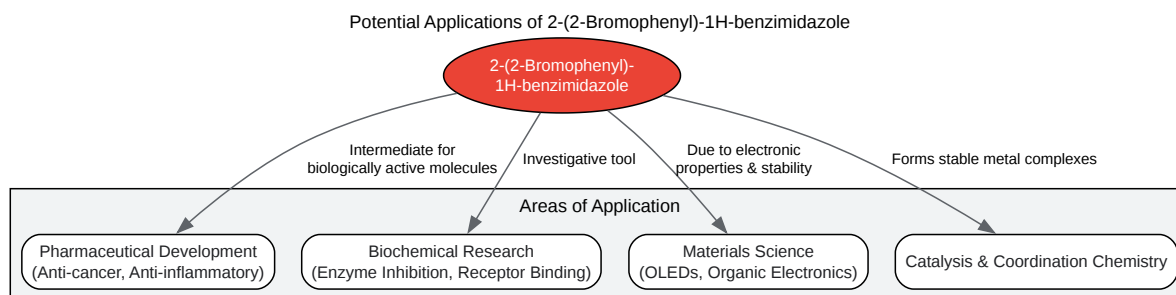 Potential Applications of 2-(2-Bromophenyl)-1H-benzimidazole
2-(2-Bromophenyl)-
1H-benzimidazole
Intermediate for
biologically active molecules
Investigative tool
Due to electronic
properties & stability
Forms stable metal complexes
Areas of Application
Pharmaceutical Development
(Anti-cancer, Anti-inflammatory)
Biochemical Research
(Enzyme Inhibition, Receptor Binding)
Materials Science
(OLEDs, Organic Electronics)
Catalysis & Coordination Chemistry